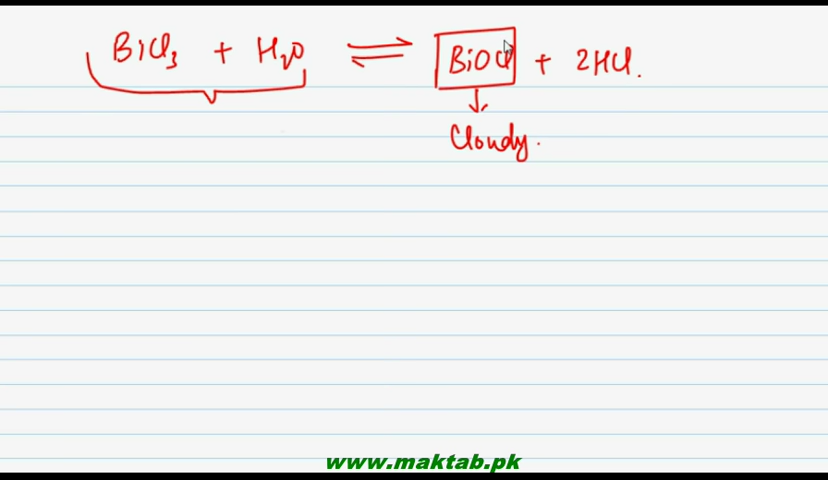 BiCl₃ + H₂O ⇌ BiOCl + 2HCl.
Cloudy.
www.maktab.pk